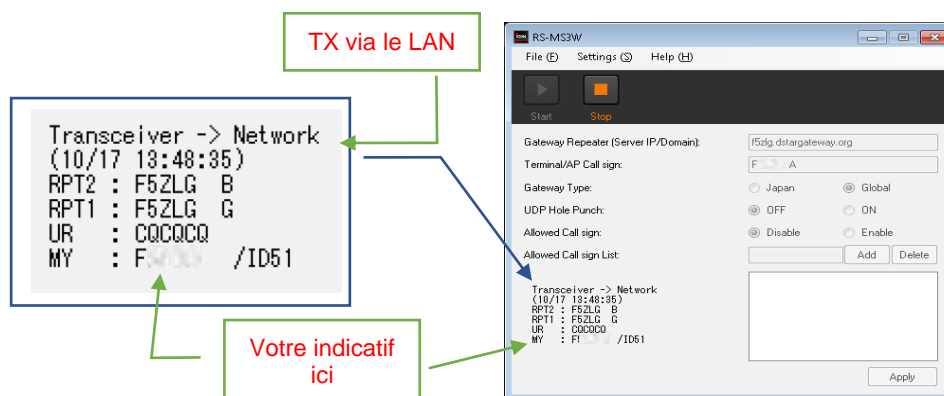 TX via le LAN
Transceiver -> Network
(10/17 13:48:35)
RPT2 : F5ZLG B
RPT1 : F5ZLG G
UR : CQCQCQ
MY : F /ID51
Votre indicatif
ici
RS-MS3W
File (F) Settings (S) Help (H)
Start Stop
Gateway Repeater (Server IP/Domain): f5zlg.dstargateway.org
Terminal/AP Call sign: F A
Gateway Type: Japan Global
UDP Hole Punch: OFF ON
Allowed Call sign: Disable Enable
Allowed Call sign List: Add Delete
Transceiver -> Network
(10/17 13:48:35)
RPT2 : F5ZLG B
RPT1 : F5ZLG G
UR : CQCQCQ
MY : F /ID51
Apply